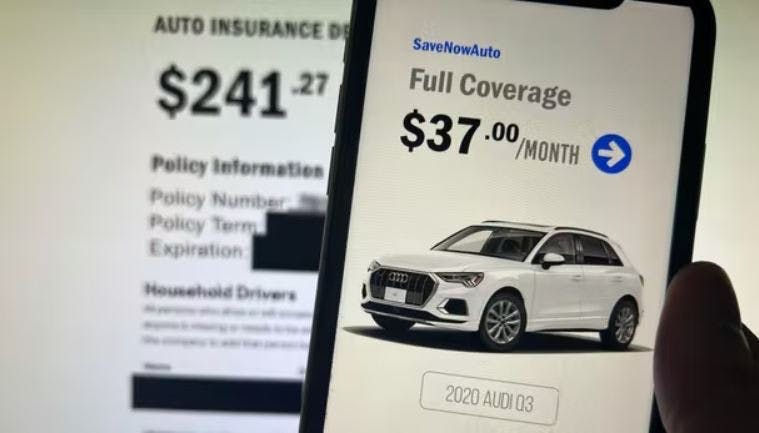 AUTO INSURANCE
$241.27
Policy Information
Policy Number:
Policy Term
Expiration:
Household Drivers
SaveNowAuto
Full Coverage
$37.00/MONTH
2020 AUDI Q3